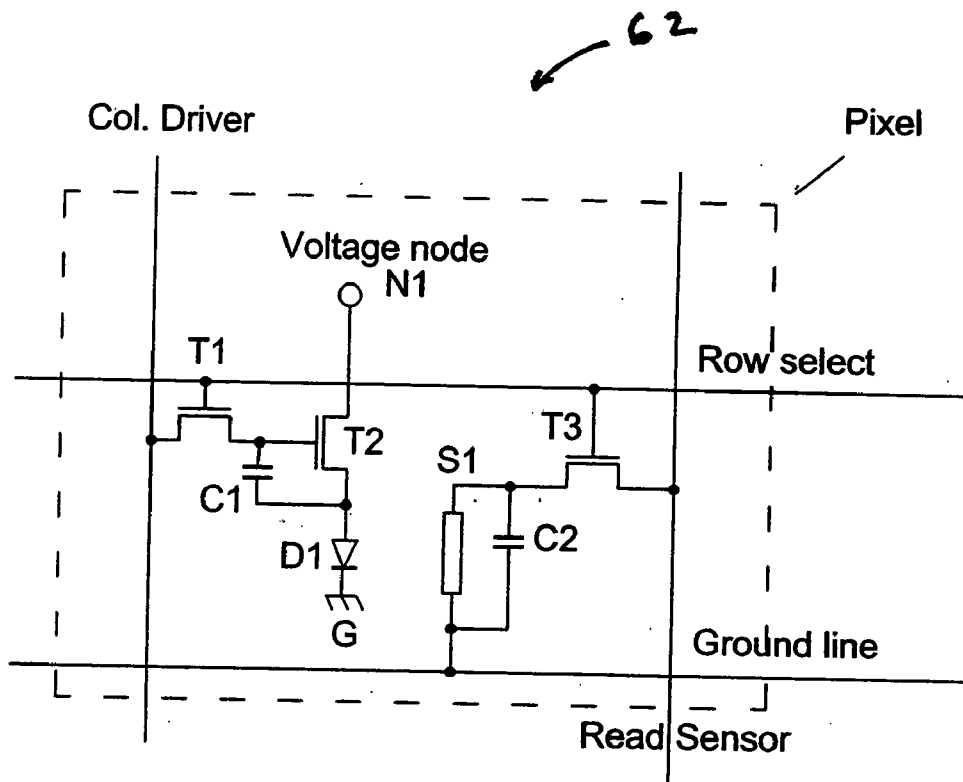 62
Col. Driver
Pixel
Voltage node
N1
T1
Row select
T2
T3
S1
C1
C2
D1
G
Ground line
Read Sensor